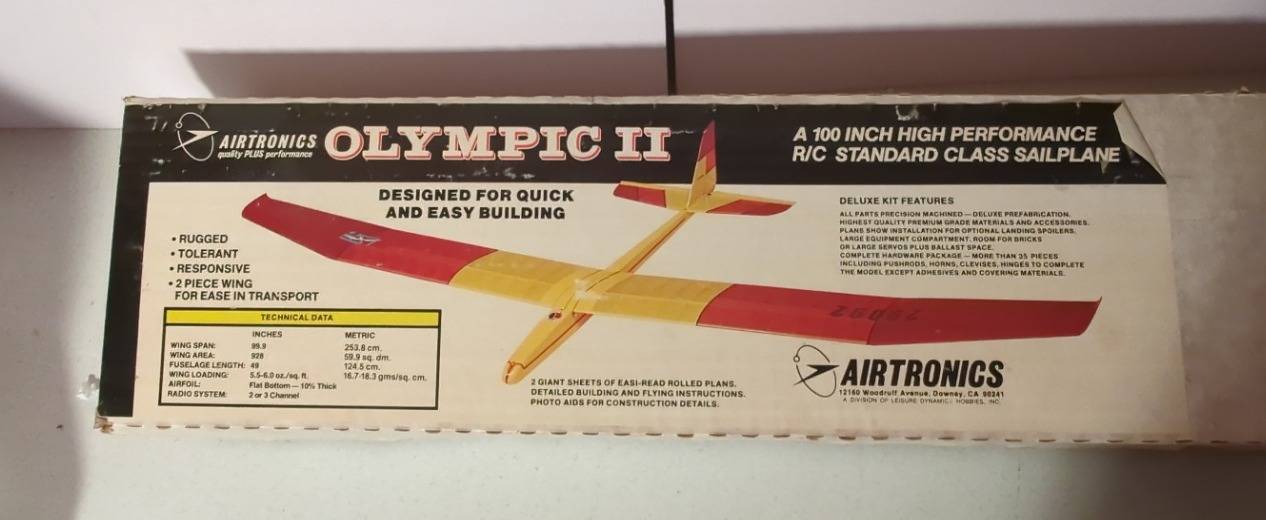 AIRTRONICS
quality PLUS performance
OLYMPIC II
A 100 INCH HIGH PERFORMANCE
R/C STANDARD CLASS SAILPLANE
DESIGNED FOR QUICK
AND EASY BUILDING
• RUGGED
• TOLERANT
• RESPONSIVE
• 2 PIECE WING
FOR EASE IN TRANSPORT
DELUXE KIT FEATURES
ALL PARTS PRECISION MACHINED — DELUXE PREFABRICATION.
HIGHEST QUALITY PREMIUM GRADE MATERIALS AND ACCESSORIES.
PLANS SHOW INSTALLATION FOR OPTIONAL LANDING SPOILERS.
LARGE EQUIPMENT COMPARTMENT. ROOM FOR BRICKS
OR LARGE SERVOS PLUS BALLAST SPACE.
COMPLETE HARDWARE PACKAGE — MORE THAN 35 PIECES
INCLUDING PUSHRODS, HORNS, CLEVISES, HINGES TO COMPLETE
THE MODEL EXCEPT ADHESIVES AND COVERING MATERIALS.
TECHNICAL DATA
INCHES METRIC
WING SPAN: 99.9 253.8 cm.
WING AREA: 928 59.9 sq. dm.
FUSELAGE LENGTH: 49 124.5 cm.
WING LOADING: 5.5-6.0 oz./sq. ft. 16.7-18.3 gms/sq. cm.
AIRFOIL: Flat Bottom — 10% Thick
RADIO SYSTEM: 2 or 3 Channel
2 GIANT SHEETS OF EASI-READ ROLLED PLANS.
DETAILED BUILDING AND FLYING INSTRUCTIONS.
PHOTO AIDS FOR CONSTRUCTION DETAILS.
AIRTRONICS
12160 Woodruff Avenue, Downey, CA 90241
A DIVISION OF LEISURE DYNAMICS HOBBIES, INC.